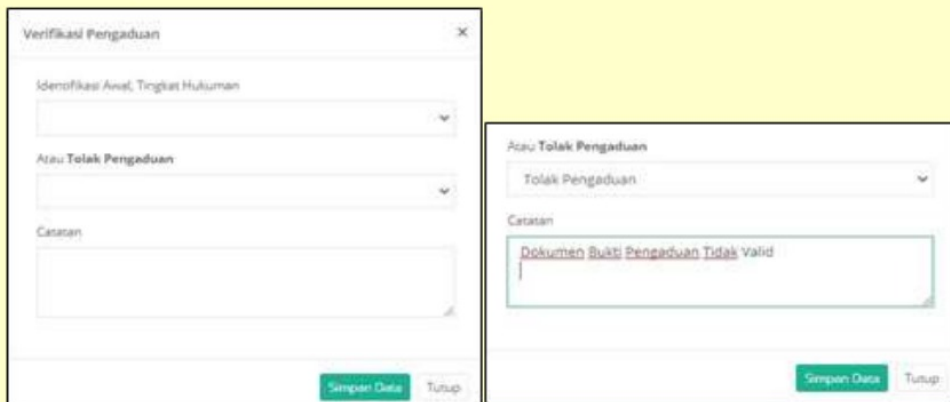 Verifikasi Pengaduan ×
Identifikasi Awal, Tingkat Hukuman
Atau Tolak Pengaduan
Catatan
Simpan Data Tutup
Atau Tolak Pengaduan
Tolak Pengaduan
Catatan
Dokumen Bukti Pengaduan Tidak Valid
Simpan Data Tutup